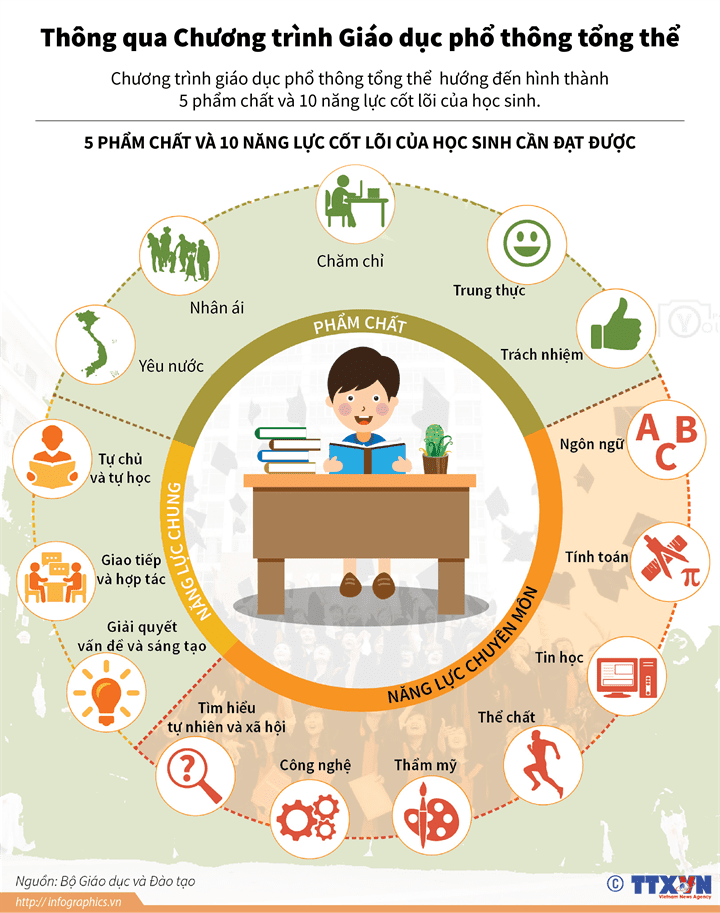 Thông qua Chương trình Giáo dục phổ thông tổng thể
Chương trình giáo dục phổ thông tổng thể hướng đến hình thành
5 phẩm chất và 10 năng lực cốt lõi của học sinh.
5 PHẨM CHẤT VÀ 10 NĂNG LỰC CỐT LÕI CỦA HỌC SINH CẦN ĐẠT ĐƯỢC
Chăm chỉ
Trung thực
Nhân ái
PHẨM CHẤT
Trách nhiệm
Yêu nước
Ngôn ngữ
A B
C
Tự chủ
và tự học
NĂNG LỰC CHUNG
Tính toán
π
Giao tiếp
và hợp tác
Giải quyết
vấn đề và sáng tạo
NĂNG LỰC CHUYÊN MÔN
Tin học
Tìm hiểu
tự nhiên và xã hội
?
Thể chất
Công nghệ
Thẩm mỹ
Nguồn: Bộ Giáo dục và Đào tạo
© TTXVN
Vietnam News Agency
http:// infographics.vn